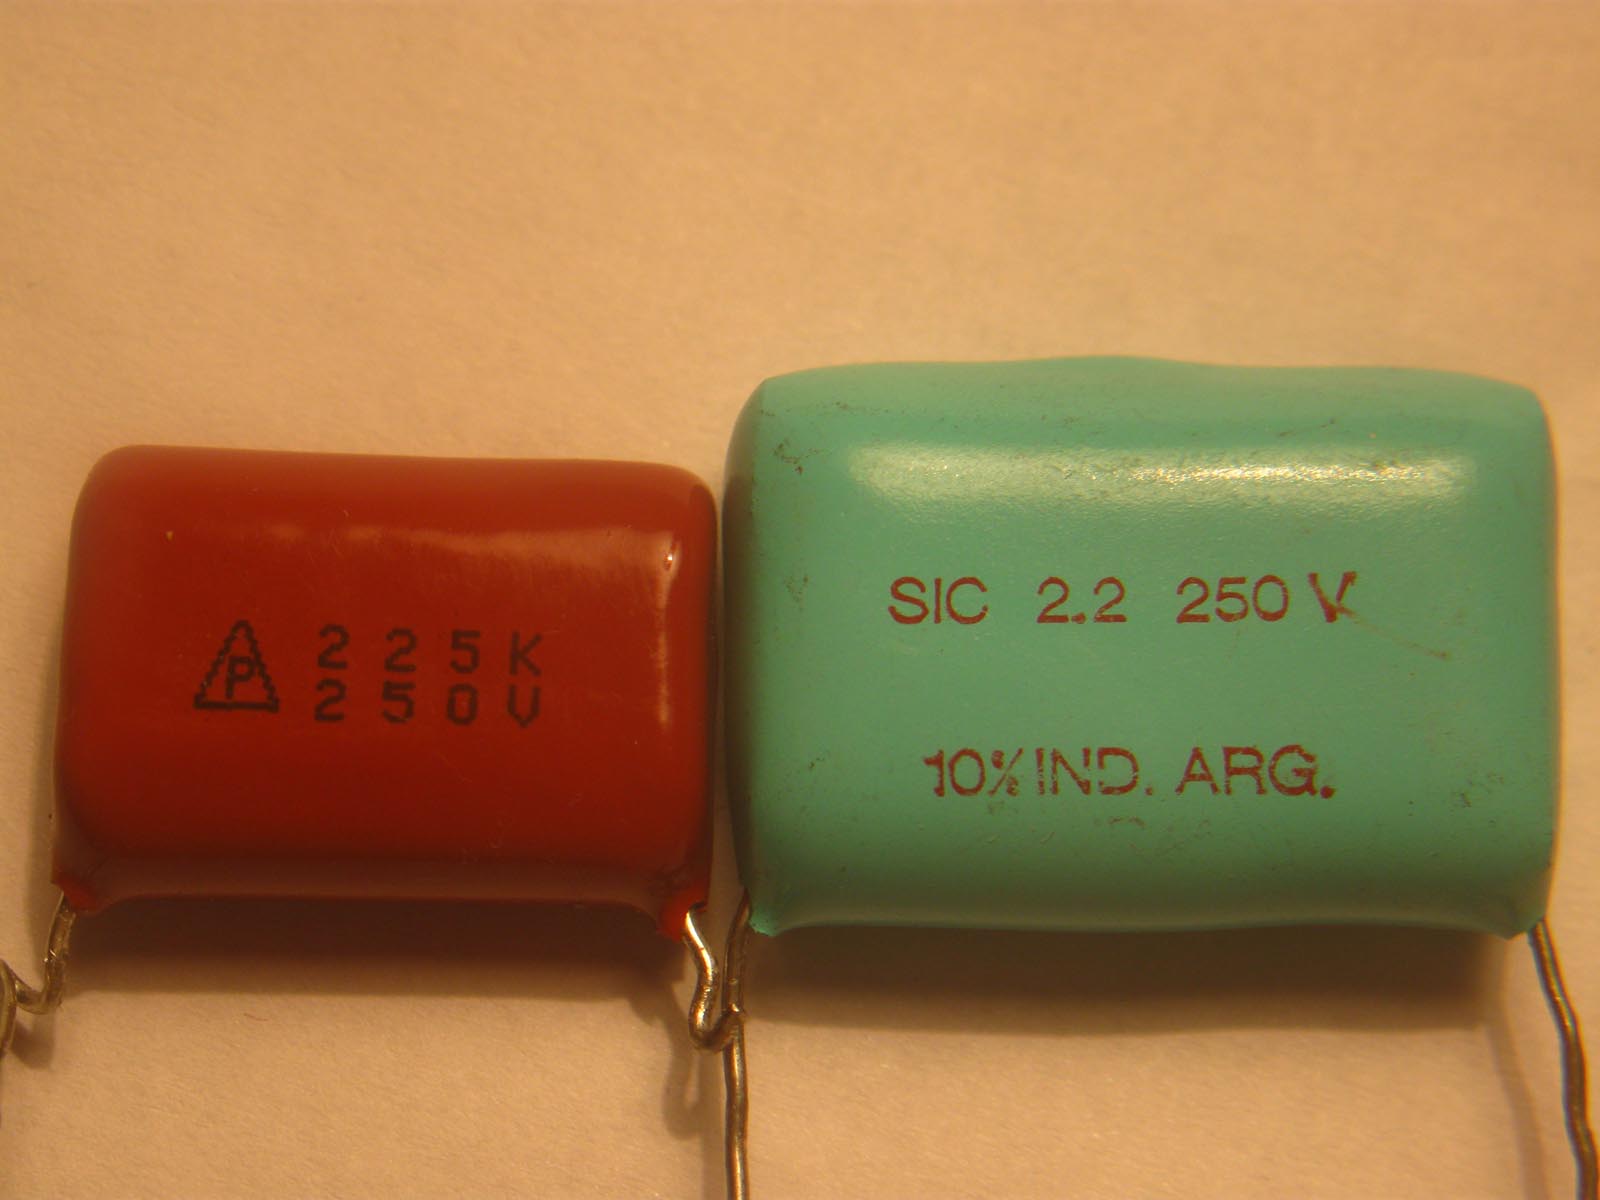 P 225K
250V
SIC 2.2 250V
10% IND. ARG.